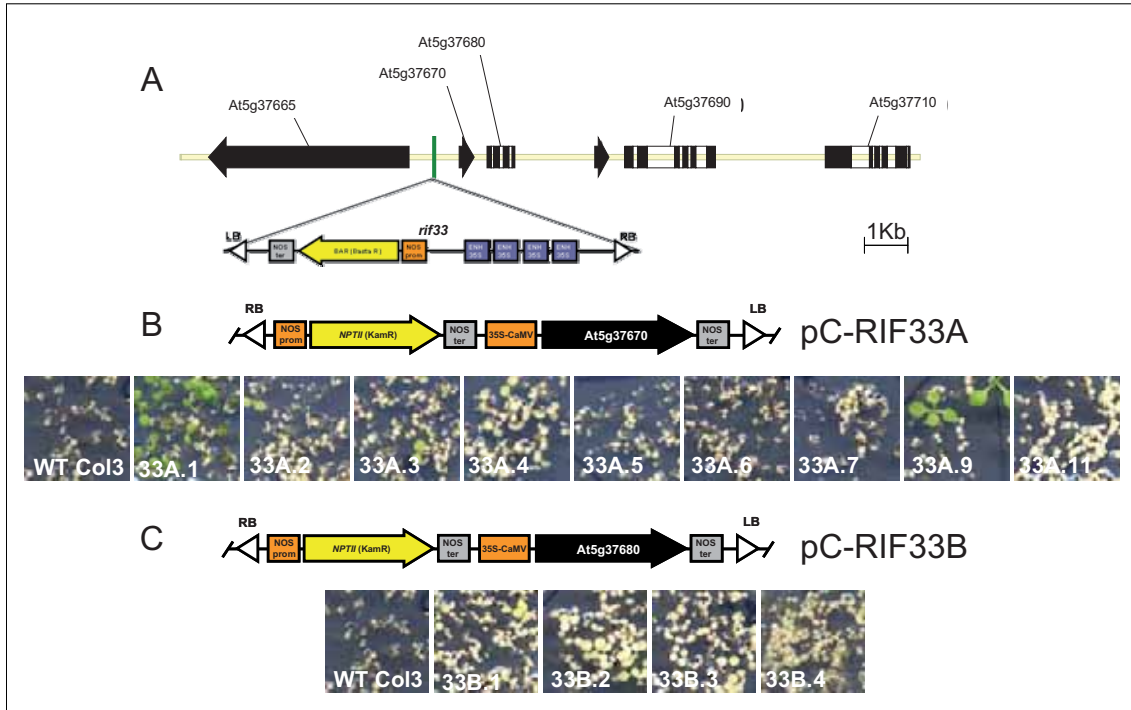 A
At5g37680
At5g37670
At5g37665
At5g37690 )
At5g37710
rif33
LB
NOS ter
BAR (Basta R)
NOS prom
ENH 35S
ENH 35S
ENH 35S
ENH 35S
RB
1Kb
B
RB
NOS prom
NPTII (KamR)
NOS ter
35S-CaMV
At5g37670
NOS ter
LB
pC-RIF33A
WT Col3
33A.1
33A.2
33A.3
33A.4
33A.5
33A.6
33A.7
33A.9
33A.11
C
RB
NOS prom
NPTII (KamR)
NOS ter
35S-CaMV
At5g37680
NOS ter
LB
pC-RIF33B
WT Col3
33B.1
33B.2
33B.3
33B.4